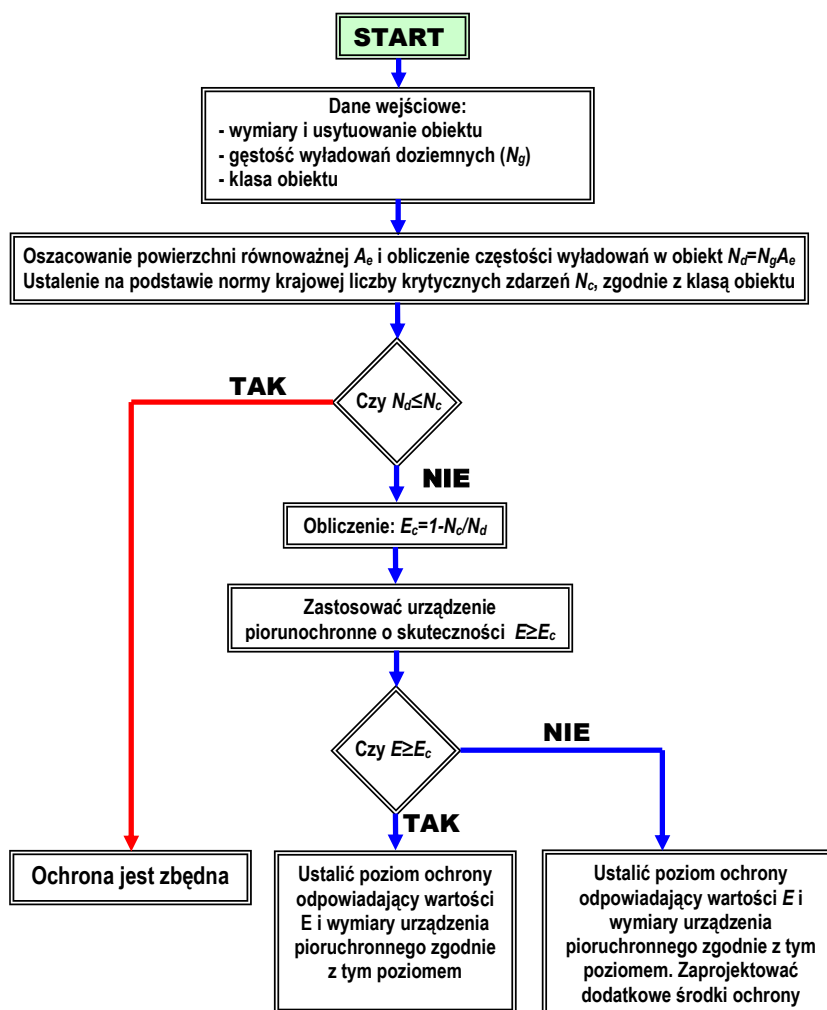 START
Dane wejściowe:
- wymiary i usytuowanie obiektu
- gęstość wyładowań doziemnych (Ng)
- klasa obiektu
Oszacowanie powierzchni równoważnej Ae i obliczenie częstości wyładowań w obiekt Nd=NgAe
Ustalenie na podstawie normy krajowej liczby krytycznych zdarzeń Nc, zgodnie z klasą obiektu
TAK
Czy Nd≤Nc
NIE
Obliczenie: Ec=1-Nc/Nd
Zastosować urządzenie
piorunochronne o skuteczności E≥Ec
Czy E≥Ec
NIE
TAK
Ochrona jest zbędna
Ustalić poziom ochrony
odpowiadający wartości
E i wymiary urządzenia
pioruchronnego zgodnie
z tym poziomem
Ustalić poziom ochrony
odpowiadający wartości E i
wymiary urządzenia
pioruchronnego zgodnie z tym
poziomem. Zaprojektować
dodatkowe środki ochrony